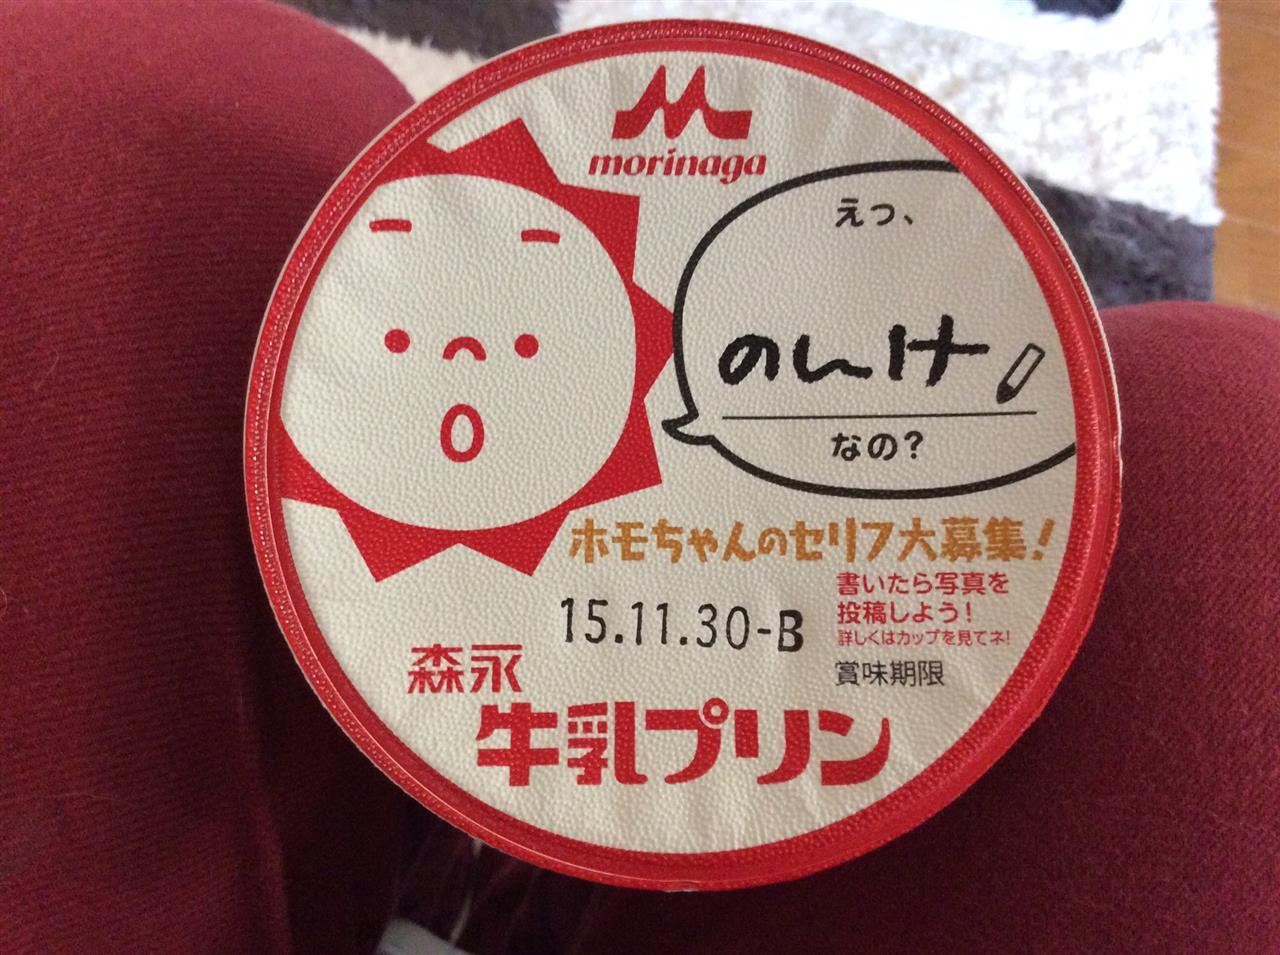 morinaga
えっ、
のんけ
なの?
ホモちゃんのセリフ大募集!
書いたら写真を
投稿しよう!
詳しくはカップを見てネ!
15.11.30-B
賞味期限
森永
牛乳プリン